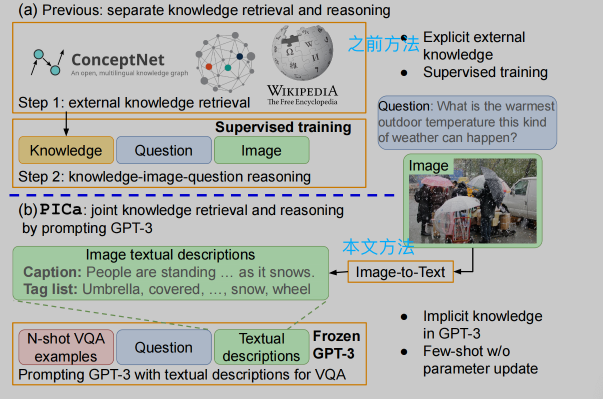 (a) Previous: separate knowledge retrieval and reasoning
之前方法
ConceptNet
An open, multilingual knowledge graph
WIKIPEDIA
The Free Encyclopedia
Step 1: external knowledge retrieval
● Explicit external
knowledge
● Supervised training
Supervised training
Knowledge
Question
Image
Step 2: knowledge-image-question reasoning
Question: What is the warmest
outdoor temperature this kind
of weather can happen?
Image
(b) PICa: joint knowledge retrieval and reasoning
by prompting GPT-3
本文方法
Image textual descriptions
Caption: People are standing ... as it snows.
Tag list: Umbrella, covered, ..., snow, wheel
Image-to-Text
N-shot VQA
examples
Question
Textual
descriptions
Frozen
GPT-3
Prompting GPT-3 with textual descriptions for VQA
● Implicit knowledge
in GPT-3
● Few-shot w/o
parameter update